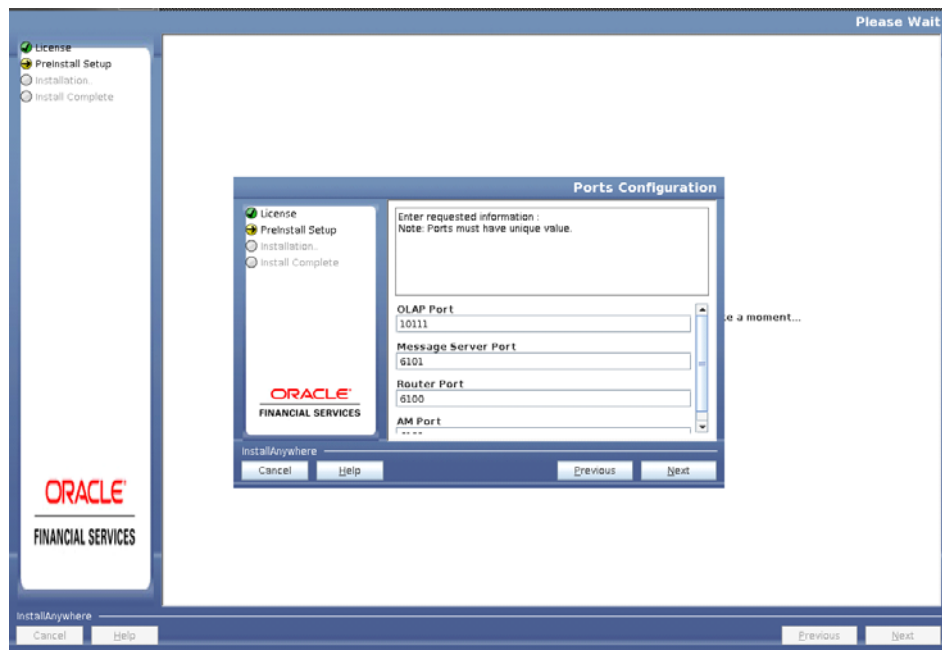 Please Wait
License
PreInstall Setup
Installation..
Install Complete
Ports Configuration
License
PreInstall Setup
Installation..
Install Complete
Enter requested information :
Note: Ports must have unique value.
OLAP Port
10111
Message Server Port
6101
Router Port
6100
AM Port
ORACLE
FINANCIAL SERVICES
InstallAnywhere
Cancel
Help
Previous
Next
a moment...
ORACLE
FINANCIAL SERVICES
InstallAnywhere
Cancel
Help
Previous
Next